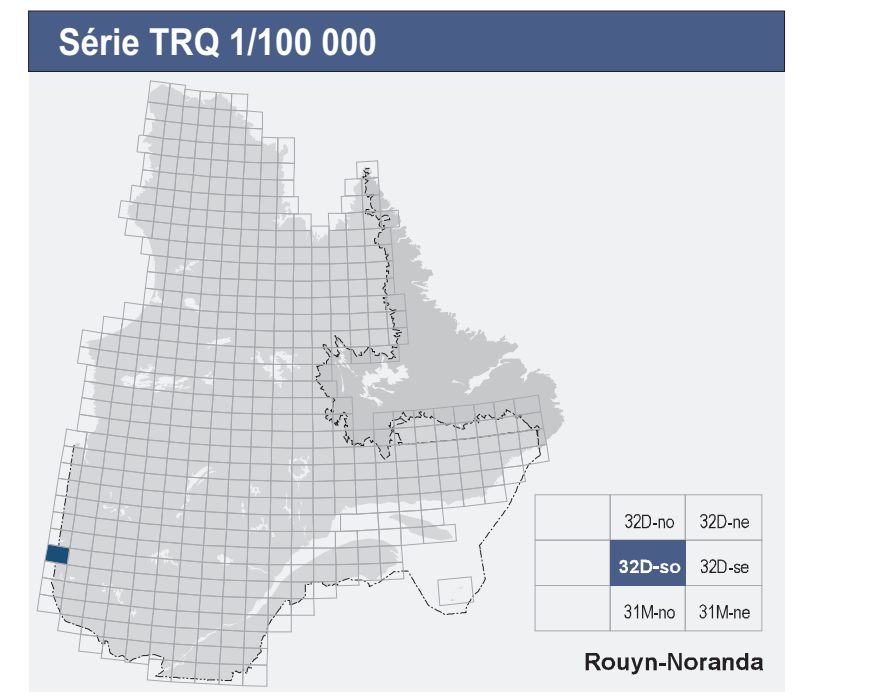 Série TRQ 1/100 000
32D-no 32D-ne
32D-so 32D-se
31M-no 31M-ne
Rouyn-Noranda